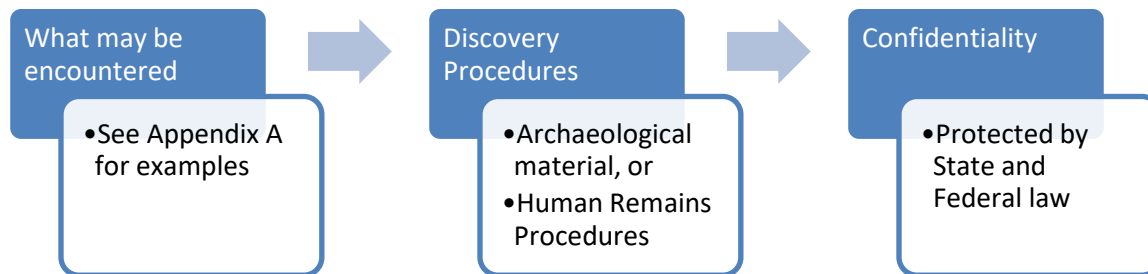 What may be
encountered
•See Appendix A
for examples
Discovery
Procedures
•Archaeological
material, or
•Human Remains
Procedures
Confidentiality
•Protected by
State and
Federal law